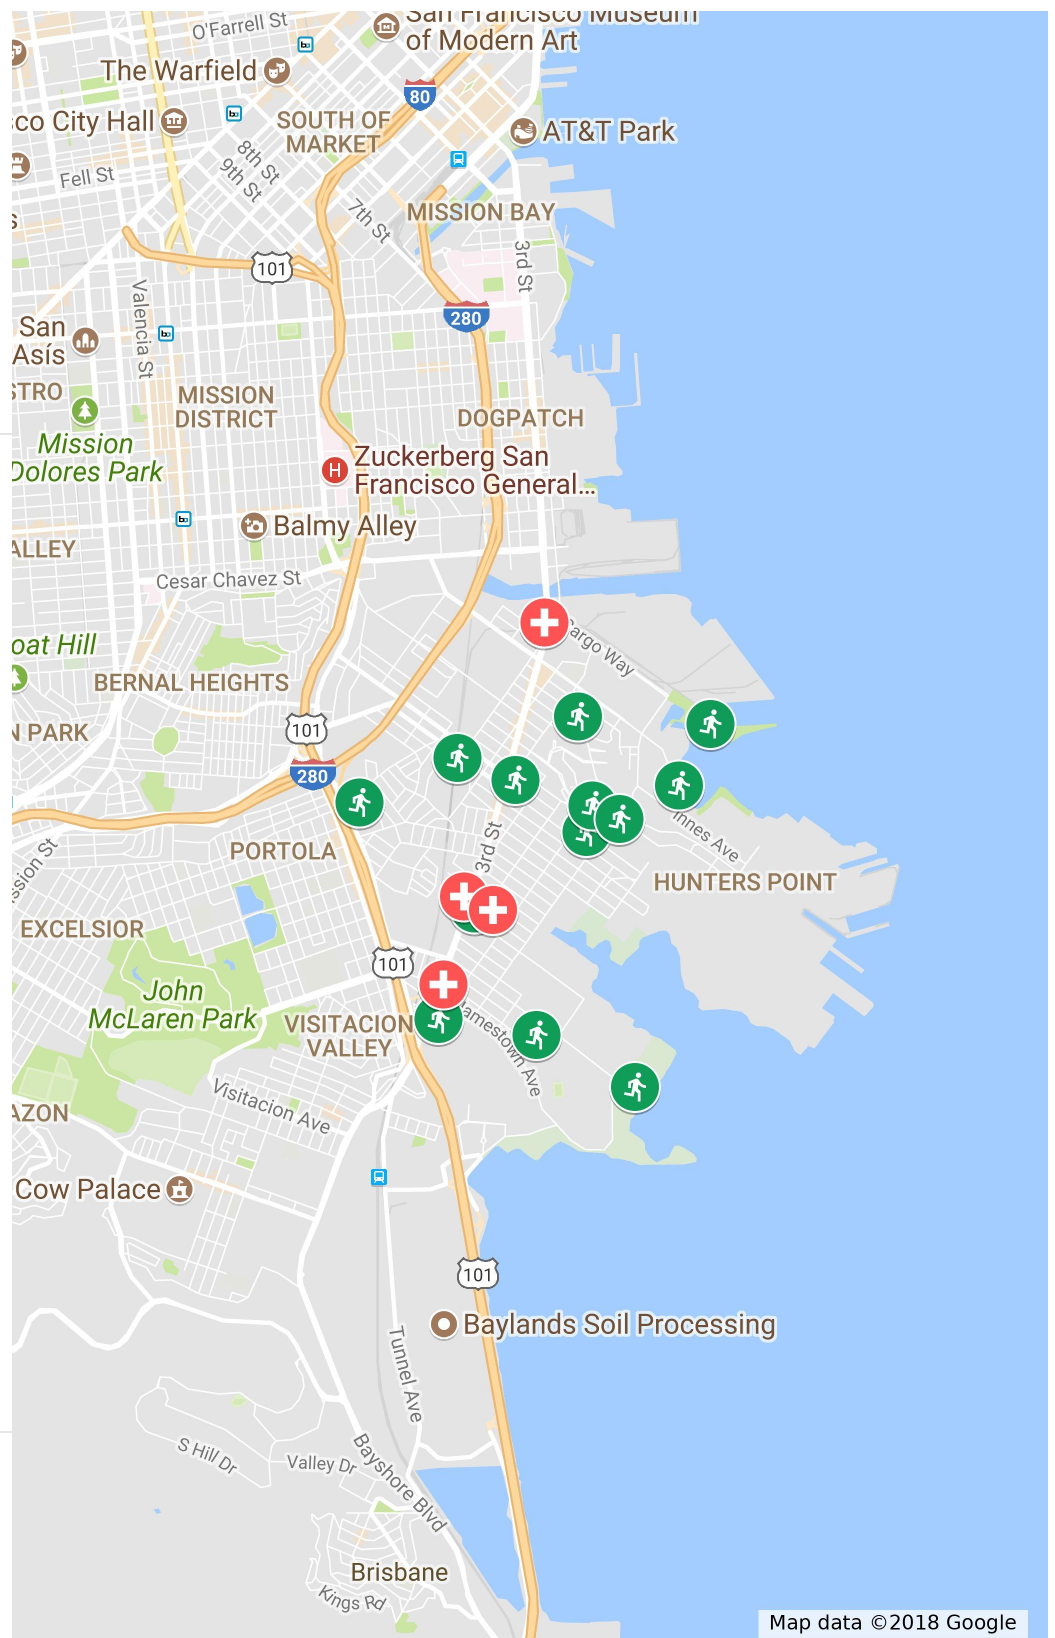 San Francisco Museum
of Modern Art
O'Farrell St
The Warfield
80
SOUTH OF
MARKET
sco City Hall
AT&T Park
8th St
9th St
Fell St
7th St
MISSION BAY
3rd St
101
Valencia St
280
San
Asís
STRO
MISSION
DISTRICT
DOGPATCH
Mission
Dolores Park
H
Zuckerberg San
Francisco General...
Balmy Alley
ALLEY
Cesar Chavez St
Cargo Way
oat Hill
BERNAL HEIGHTS
N PARK
101
280
PORTOLA
3rd St
Innes Ave
ssion St
HUNTERS POINT
EXCELSIOR
101
John
McLaren Park
VISITACION
VALLEY
Jamestown Ave
Visitacion Ave
AZON
Cow Palace
101
Baylands Soil Processing
Tunnel Ave
S Hill Dr
Valley Dr
Bayshore Blvd
Brisbane
Kings Rd
Map data ©2018 Google